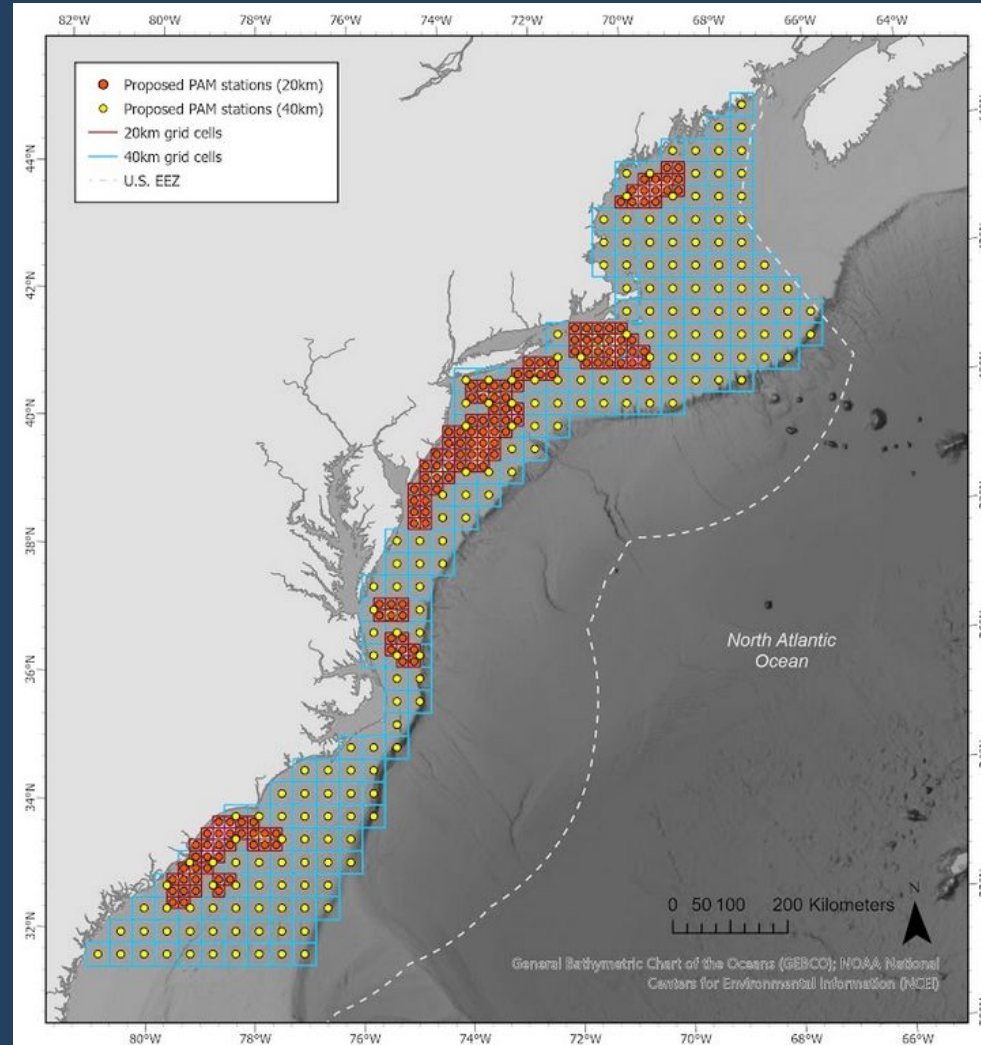 82°W 80°W 78°W 76°W 74°W 72°W 70°W 68°W 66°W 64°W
Proposed PAM stations (20km)
Proposed PAM stations (40km)
20km grid cells
40km grid cells
U.S. EEZ
44°N
42°N
40°N
38°N
36°N
34°N
32°N
North Atlantic
Ocean
N
0 50 100 200 Kilometers
General Bathymetric Chart of the Oceans (GEBCO); NOAA National
Centers for Environmental Information (NCEI)
80°W 78°W 76°W 74°W 72°W 70°W 68°W 66°W